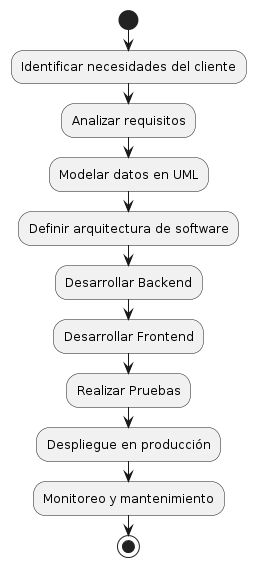 Identificar necesidades del cliente
Analizar requisitos
Modelar datos en UML
Definir arquitectura de software
Desarrollar Backend
Desarrollar Frontend
Realizar Pruebas
Despliegue en producción
Monitoreo y mantenimiento